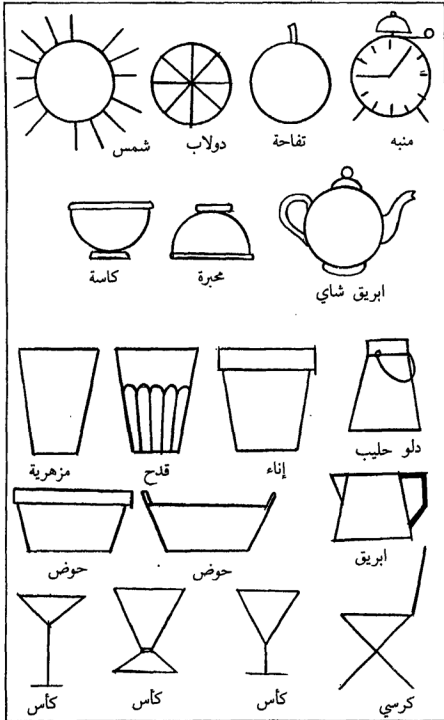 منبه تفاحة دولاب شمس
ابريق شاي محبرة كاسة
دلو حليب إناء قدح مزهرية
ابريق حوض حوض
كرسي كأس كأس كأس